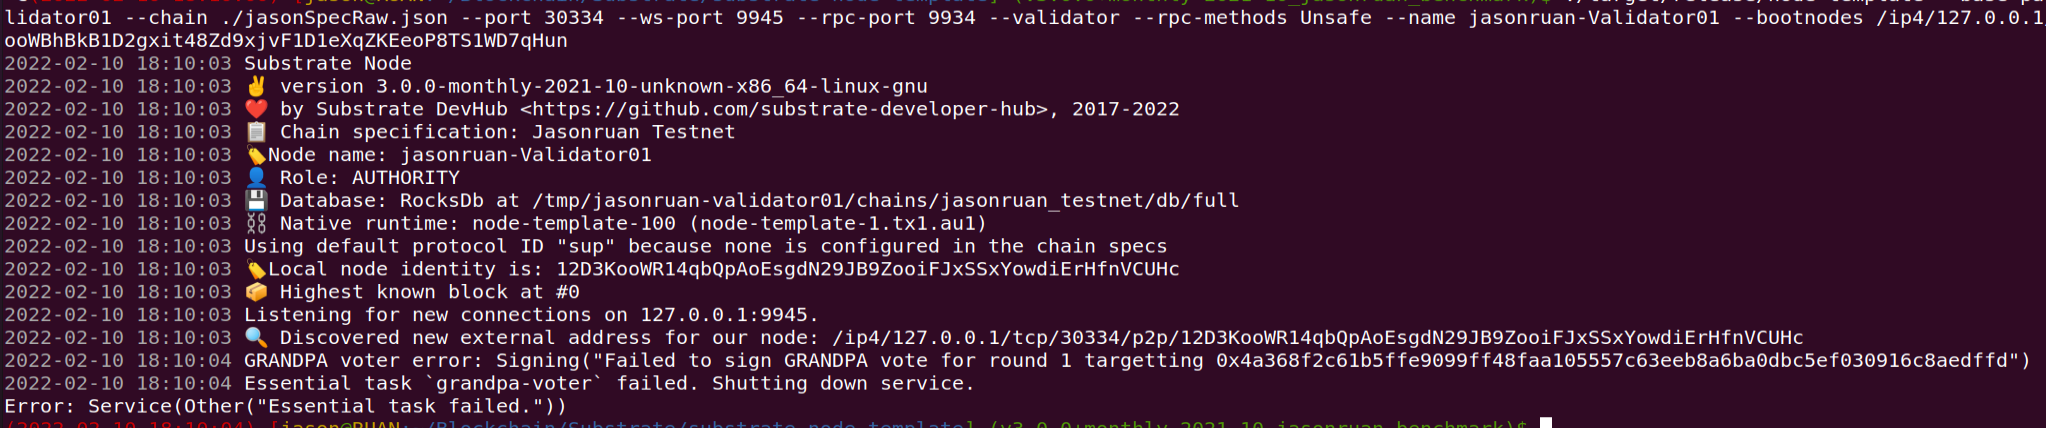 lidator01 --chain ./jasonSpecRaw.json --port 30334 --ws-port 9945 --rpc-port 9934 --validator --rpc-methods Unsafe --name jasonruan-Validator01 --bootnodes /ip4/127.0.0.1
ooWBhBkB1D2gxit48Zd9xjvF1D1eXqZKEeoP8TS1WD7qHun
2022-02-10 18:10:03 Substrate Node
2022-02-10 18:10:03 ✌️ version 3.0.0-monthly-2021-10-unknown-x86_64-linux-gnu
2022-02-10 18:10:03 ❤️ by Substrate DevHub <https://github.com/substrate-developer-hub>, 2017-2022
2022-02-10 18:10:03 📋 Chain specification: Jasonruan Testnet
2022-02-10 18:10:03 🏷Node name: jasonruan-Validator01
2022-02-10 18:10:03 👤 Role: AUTHORITY
2022-02-10 18:10:03 💾 Database: RocksDb at /tmp/jasonruan-validator01/chains/jasonruan_testnet/db/full
2022-02-10 18:10:03 ⛓ Native runtime: node-template-100 (node-template-1.tx1.au1)
2022-02-10 18:10:03 Using default protocol ID "sup" because none is configured in the chain specs
2022-02-10 18:10:03 🏷Local node identity is: 12D3KooWR14qbQpAoEsgdN29JB9ZooiFJxSSxYowdiErHfnVCUHc
2022-02-10 18:10:03 📦 Highest known block at #0
2022-02-10 18:10:03 Listening for new connections on 127.0.0.1:9945.
2022-02-10 18:10:03 🔍 Discovered new external address for our node: /ip4/127.0.0.1/tcp/30334/p2p/12D3KooWR14qbQpAoEsgdN29JB9ZooiFJxSSxYowdiErHfnVCUHc
2022-02-10 18:10:04 GRANDPA voter error: Signing("Failed to sign GRANDPA vote for round 1 targetting 0x4a368f2c61b5ffe9099ff48faa105557c63eeb8a6ba0dbc5ef030916c8aedffd")
2022-02-10 18:10:04 Essential task `grandpa-voter` failed. Shutting down service.
Error: Service(Other("Essential task failed."))